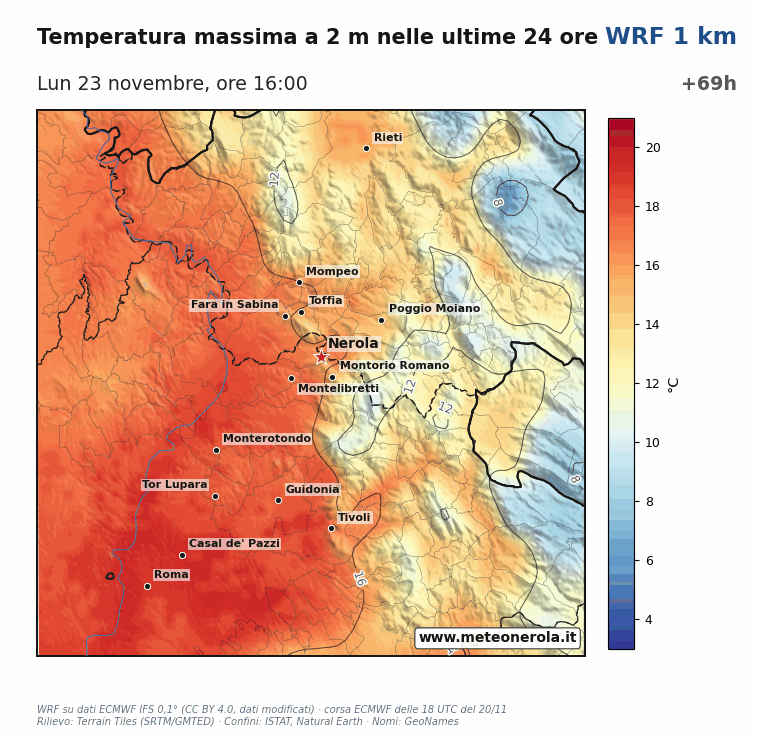 Temperatura massima a 2 m nelle ultime 24 ore WRF 1 km
Lun 23 novembre, ore 16:00 +69h
Rieti
12
8
Mompeo
Toffia
Fara in Sabina
Poggio Moiano
Nerola
Montorio Romano
Montelibretti
12
12
Monterotondo
Tor Lupara
Guidonia
Tivoli
Casal de' Pazzi
Roma
16
8
www.meteonerola.it
20
18
16
14
12
10
8
6
4
°C
WRF su dati ECMWF IFS 0,1° (CC BY 4.0, dati modificati) · corsa ECMWF delle 18 UTC del 20/11
Rilievo: Terrain Tiles (SRTM/GMTED) · Confini: ISTAT, Natural Earth · Nomi: GeoNames